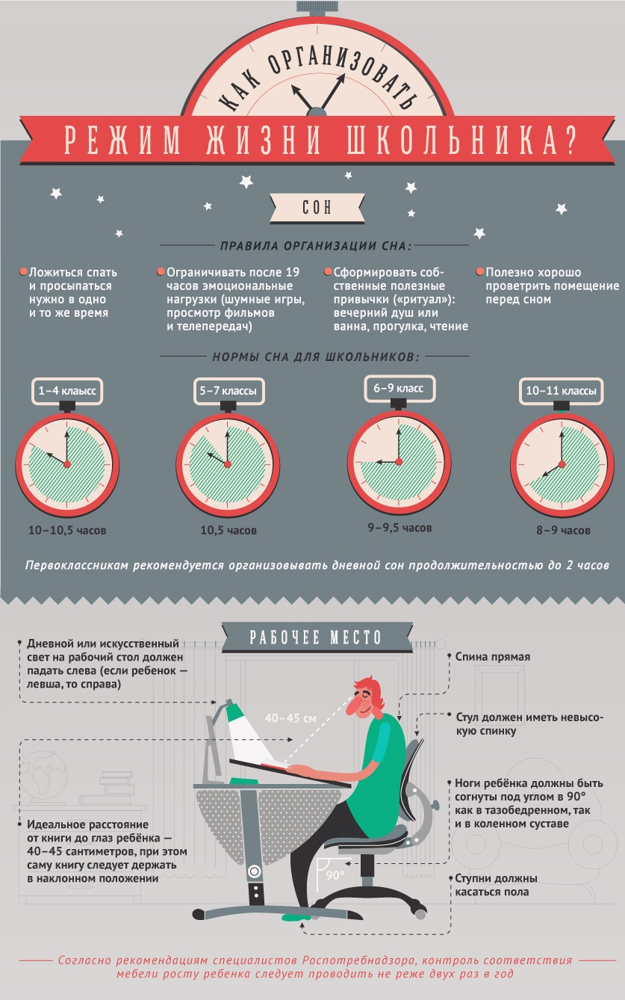 КАК ОРГАНИЗОВАТЬ
РЕЖИМ ЖИЗНИ ШКОЛЬНИКА?
СОН
ПРАВИЛА ОРГАНИЗАЦИИ СНА:
Ложиться спать
и просыпаться
нужно в одно
и то же время
Ограничивать после 19
часов эмоциональные
нагрузки (шумные игры,
просмотр фильмов
и телепередач)
Сформировать соб-
ственные полезные
привычки («ритуал»):
вечерний душ или
ванна, прогулка, чтение
Полезно хорошо
проветрить помещение
перед сном
НОРМЫ СНА ДЛЯ ШКОЛЬНИКОВ:
1–4 клаысс
10–10,5 часов
5–7 классы
10,5 часов
6–9 класс
9–9,5 часов
10–11 классы
8–9 часов
Первоклассникам рекомендуется организовывать дневной сон продолжительностью до 2 часов
РАБОЧЕЕ МЕСТО
Дневной или искусственный
свет на рабочий стол должен
падать слева (если ребенок —
левша, то справа)
40–45 см
Идеальное расстояние
от книги до глаз ребёнка —
40–45 сантиметров, при этом
саму книгу следует держать
в наклонном положении
Спина прямая
Стул должен иметь невысо-
кую спинку
Ноги ребёнка должны быть
согнуты под углом в 90°
как в тазобедренном, так
и в коленном суставе
90°
Ступни должны
касаться пола
Согласно рекомендациям специалистов Роспотребнадзора, контроль соответствия
мебели росту ребенка следует проводить не реже двух раз в год